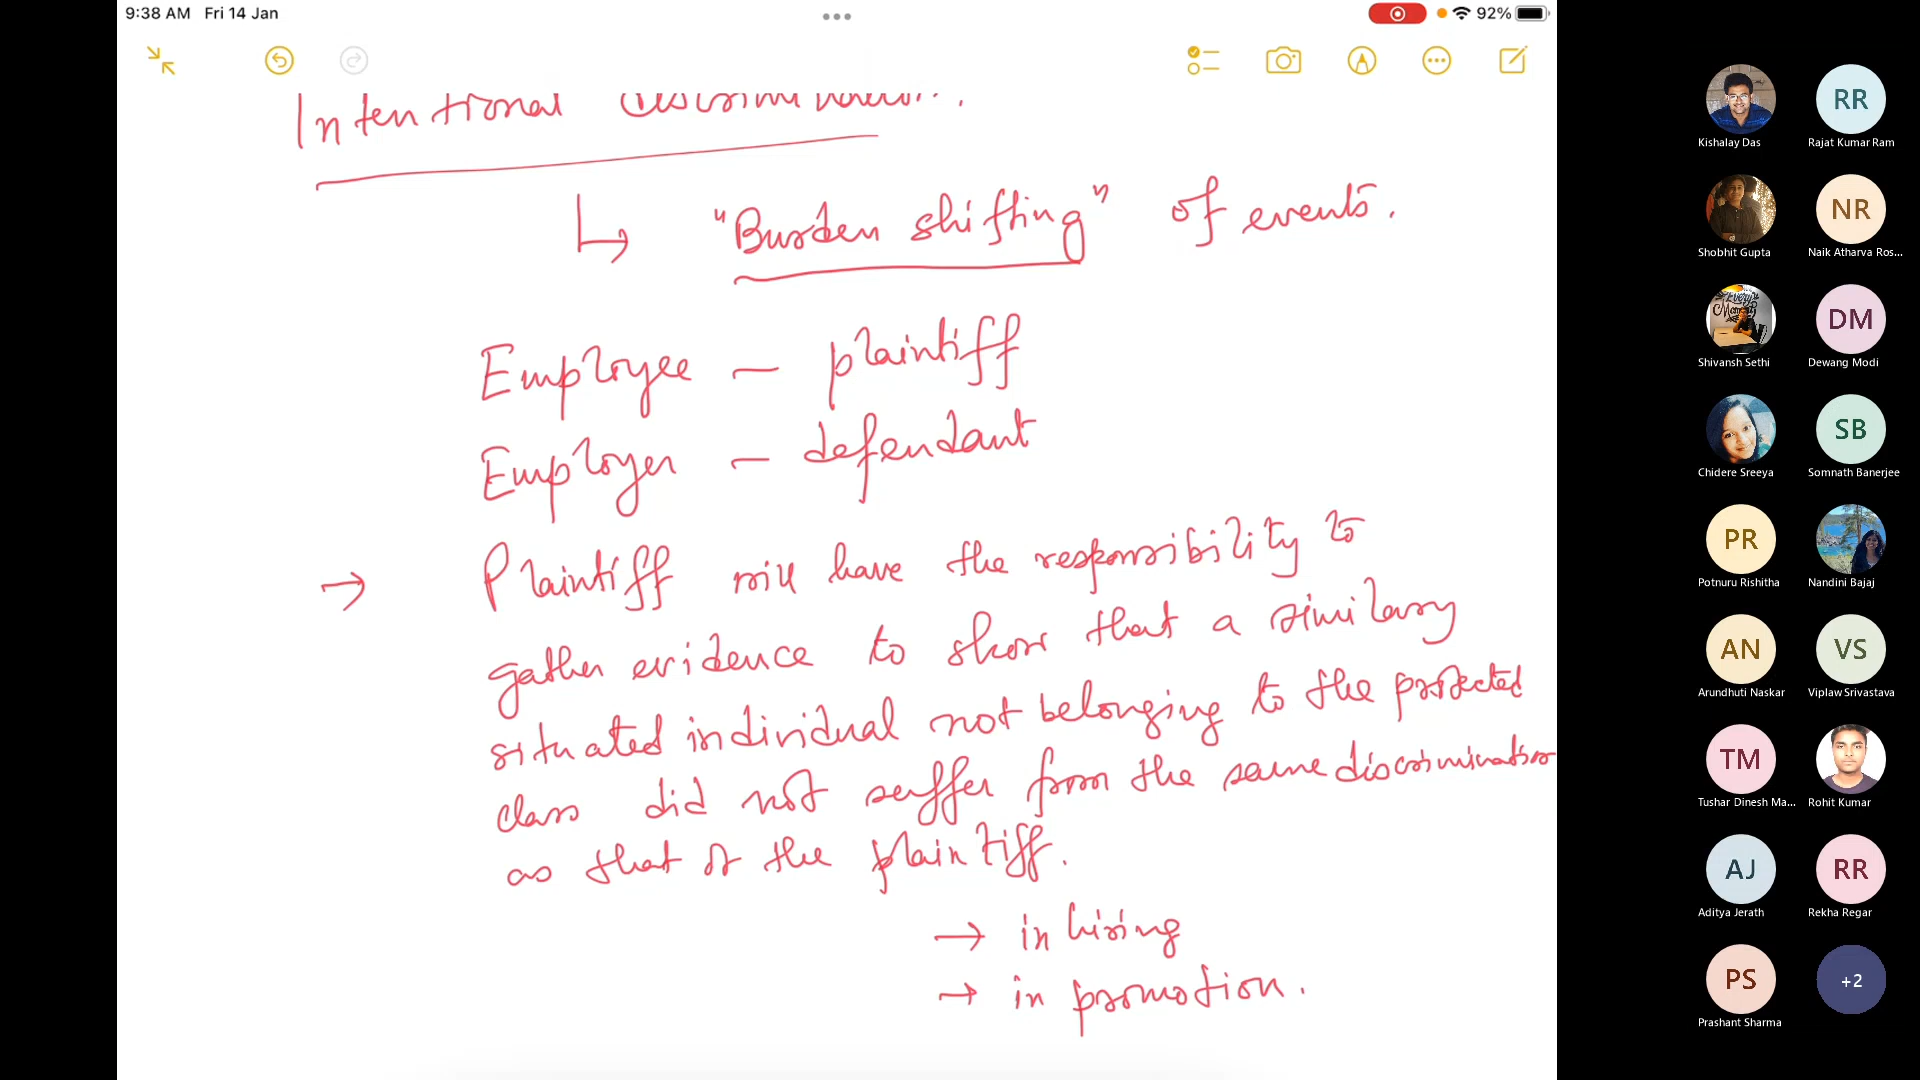 9:38 AM Fri 14 Jan
92%
Intentional discrimination.
"Burden shifting" of events.
Employee - plaintiff
Employer - defendant
→ Plaintiff will have the responsibility to
gather evidence to show that a similary
situated individual not belonging to the protected
class did not suffer from the same discrimination
as that of the plaintiff.
→ in hiring
→ in promotion.
Kishalay Das
RR
Rajat Kumar Ram
Shobhit Gupta
NR
Naik Atharva Ros...
Every
Shivansh Sethi
DM
Dewang Modi
Chidere Sreeya
SB
Somnath Banerjee
PR
Potnuru Rishitha
Nandini Bajaj
AN
Arundhuti Naskar
VS
Viplaw Srivastava
TM
Tushar Dinesh Ma...
Rohit Kumar
AJ
Aditya Jerath
RR
Rekha Regar
PS
Prashant Sharma
+2